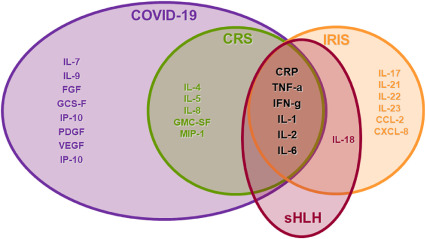 COVID-19
CRS
IRIS
IL-7
IL-9
FGF
GCS-F
IP-10
PDGF
VEGF
IP-10
IL-4
IL-5
IL-8
GMC-SF
MIP-1
CRP
TNF-a
IFN-g
IL-1
IL-2
IL-6
IL-18
IL-17
IL-21
IL-22
IL-23
CCL-2
CXCL-8
sHLH